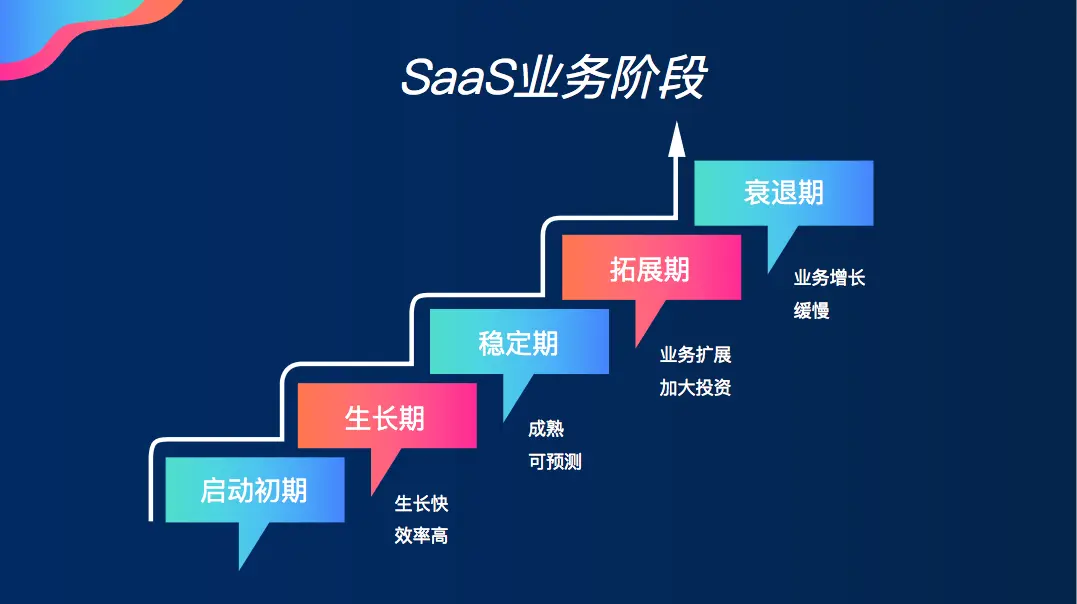 SaaS业务阶段
启动初期
生长期
生长快
效率高
稳定期
成熟
可预测
拓展期
业务扩展
加大投资
衰退期
业务增长
缓慢